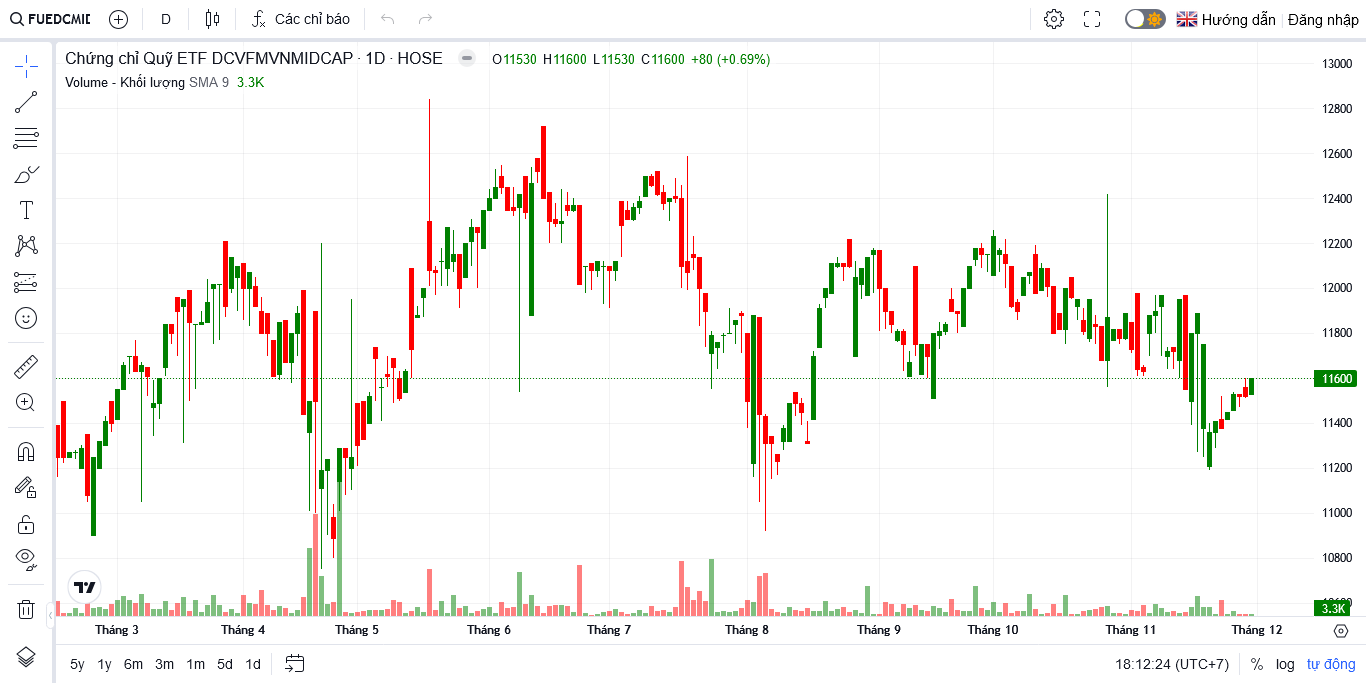 FUEDCMID D Các chỉ báo Hướng dẫn Đăng nhập
Chứng chỉ Quỹ ETF DCVFMVNMIDCAP · 1D · HOSE O11530 H11600 L11530 C11600 +80 (+0.69%)
Volume - Khối lượng SMA 9 3.3K
13000
12800
12600
12400
12200
12000
11800
11600
11400
11200
11000
10800
3.3K
Tháng 3 Tháng 4 Tháng 5 Tháng 6 Tháng 7 Tháng 8 Tháng 9 Tháng 10 Tháng 11 Tháng 12
5y 1y 6m 3m 1m 5d 1d 18:12:24 (UTC+7) % log tự động